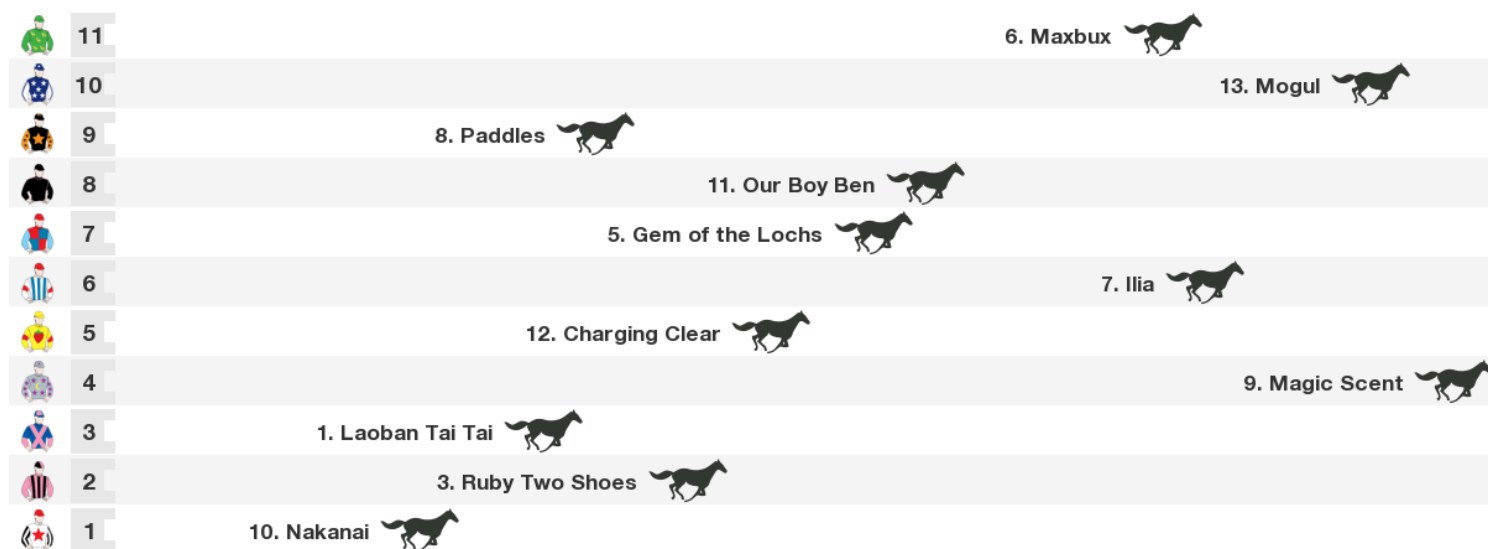 11 6. Maxbux
10 13. Mogul
9 8. Paddles
8 11. Our Boy Ben
7 5. Gem of the Lochs
6 7. Ilia
5 12. Charging Clear
4 9. Magic Scent
3 1. Laoban Tai Tai
2 3. Ruby Two Shoes
1 10. Nakanai